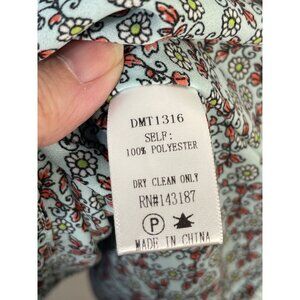 DMT1316
SELF:
100% POLYESTER
DRY CLEAN ONLY
RN#143187
P
MADE IN CHINA